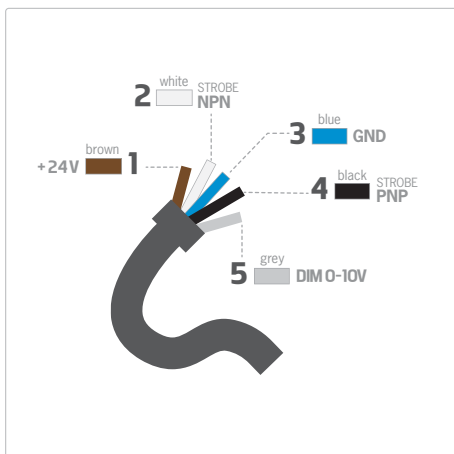 white
2 STROBE
NPN
blue
3 GND
brown
+24V 1
black
4 STROBE
PNP
grey
5 DIM 0-10V